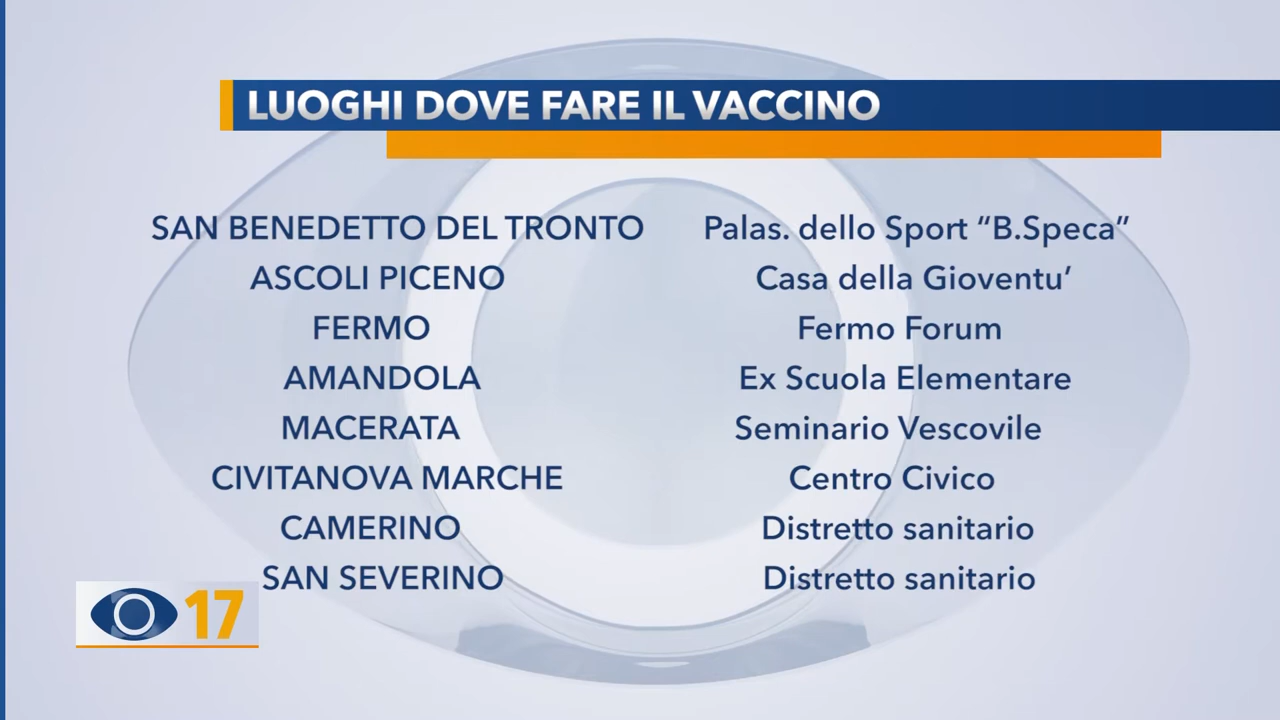 LUOGHI DOVE FARE IL VACCINO
SAN BENEDETTO DEL TRONTO Palas. dello Sport “B.Speca”
ASCOLI PICENO Casa della Gioventu’
FERMO Fermo Forum
AMANDOLA Ex Scuola Elementare
MACERATA Seminario Vescovile
CIVITANOVA MARCHE Centro Civico
CAMERINO Distretto sanitario
SAN SEVERINO Distretto sanitario
17